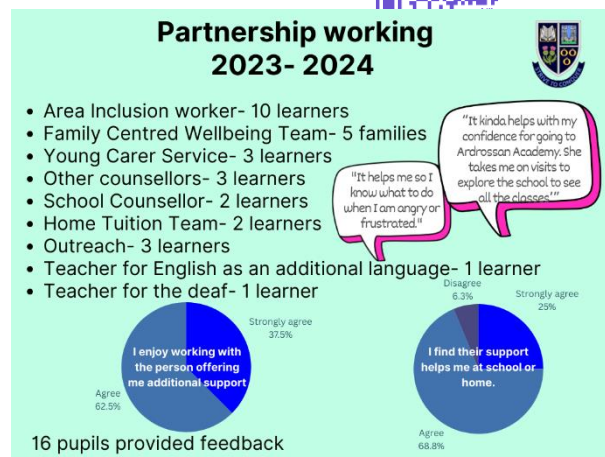 Partnership working
2023- 2024
• Area Inclusion worker- 10 learners
• Family Centred Wellbeing Team- 5 families
• Young Carer Service- 3 learners
• Other counsellors- 3 learners
• School Counsellor- 2 learners
• Home Tuition Team- 2 learners
• Outreach- 3 learners
• Teacher for English as an additional language- 1 learner
• Teacher for the deaf- 1 learner
"It helps me so I
know what to do
when I am angry or
frustrated."
"It kinda helps with my
confidence for going to
Ardrossan Academy. She
takes me on visits to
explore the school to see
all the classes'"
Strongly agree
37.5%
I enjoy working with
the person offering
me additional support
Agree
62.5%
Disagree
6.3%
Strongly agree
25%
I find their support
helps me at school or
home.
Agree
68.8%
16 pupils provided feedback